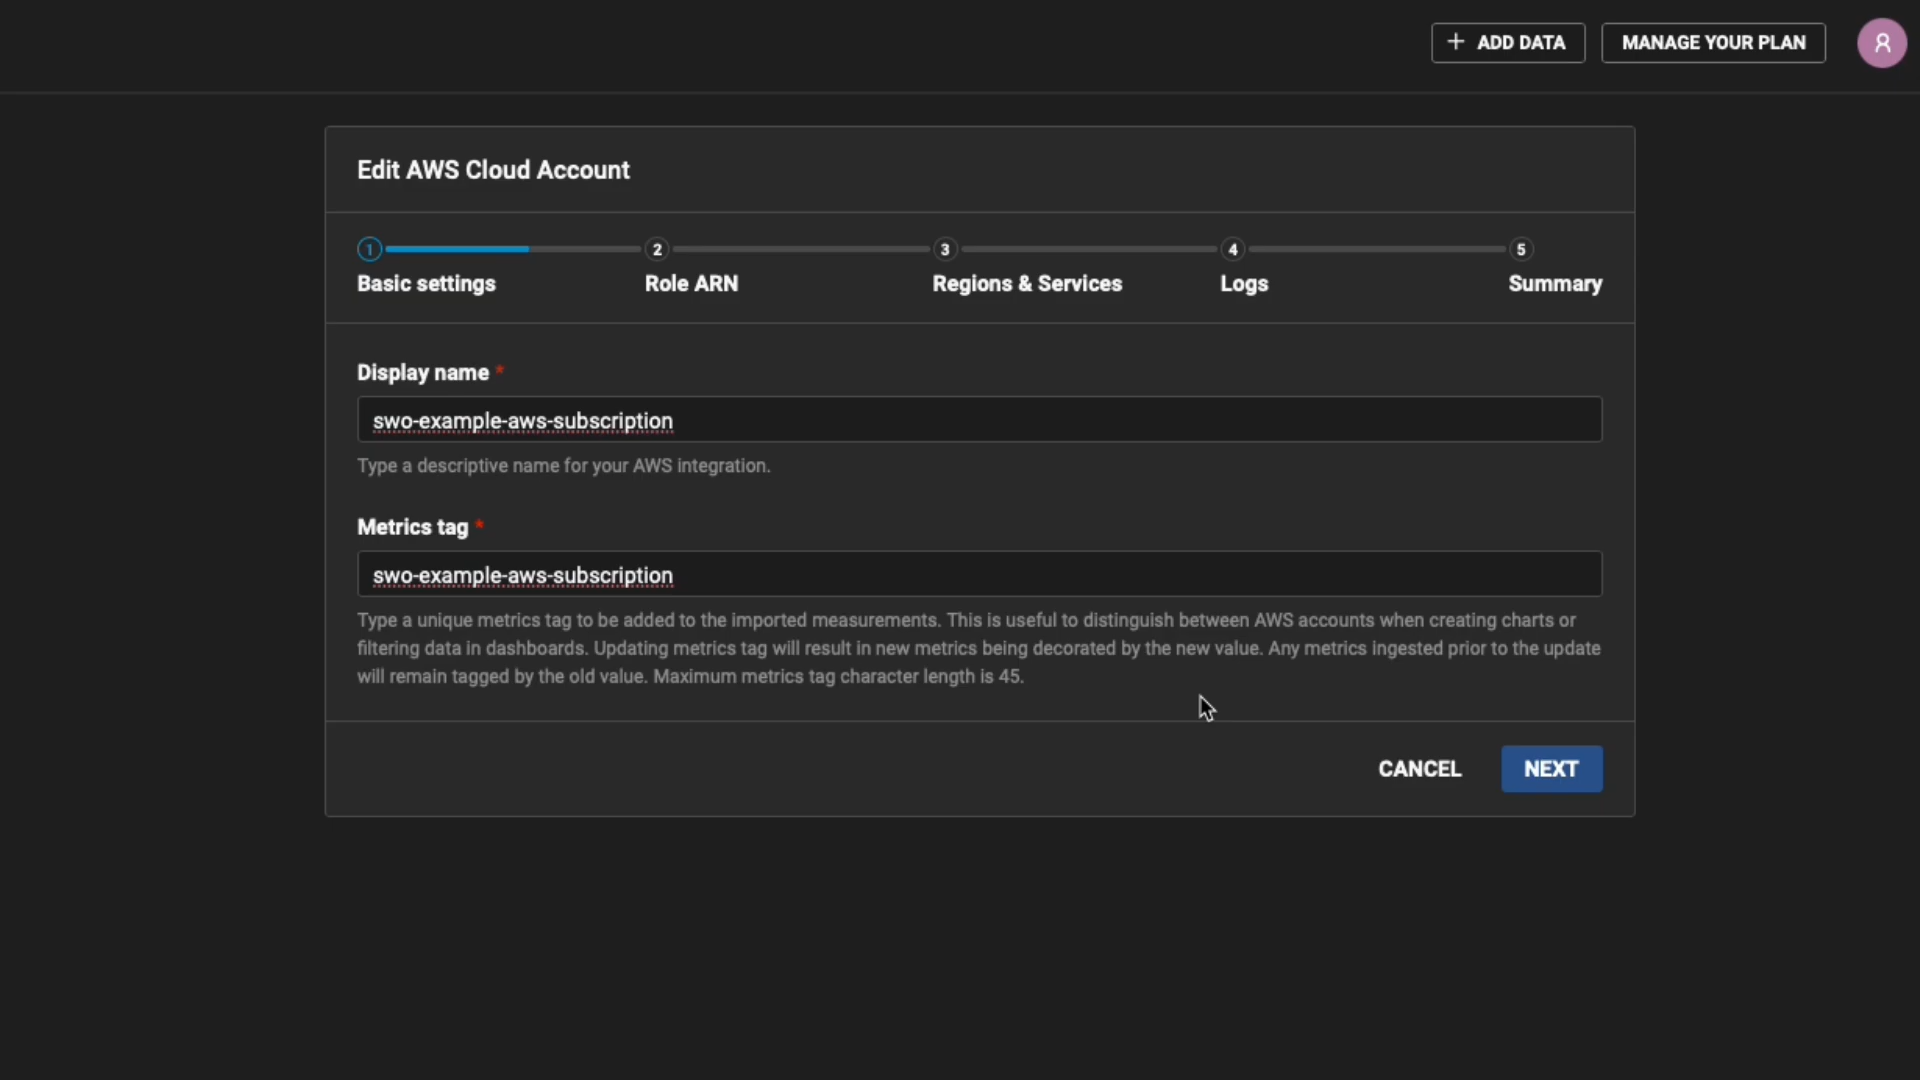 + ADD DATA
MANAGE YOUR PLAN
Edit AWS Cloud Account
1 2 3 4 5
Basic settings Role ARN Regions & Services Logs Summary
Display name *
swo-example-aws-subscription
Type a descriptive name for your AWS integration.
Metrics tag *
swo-example-aws-subscription
Type a unique metrics tag to be added to the imported measurements. This is useful to distinguish between AWS accounts when creating charts or
filtering data in dashboards. Updating metrics tag will result in new metrics being decorated by the new value. Any metrics ingested prior to the update
will remain tagged by the old value. Maximum metrics tag character length is 45.
CANCEL
NEXT